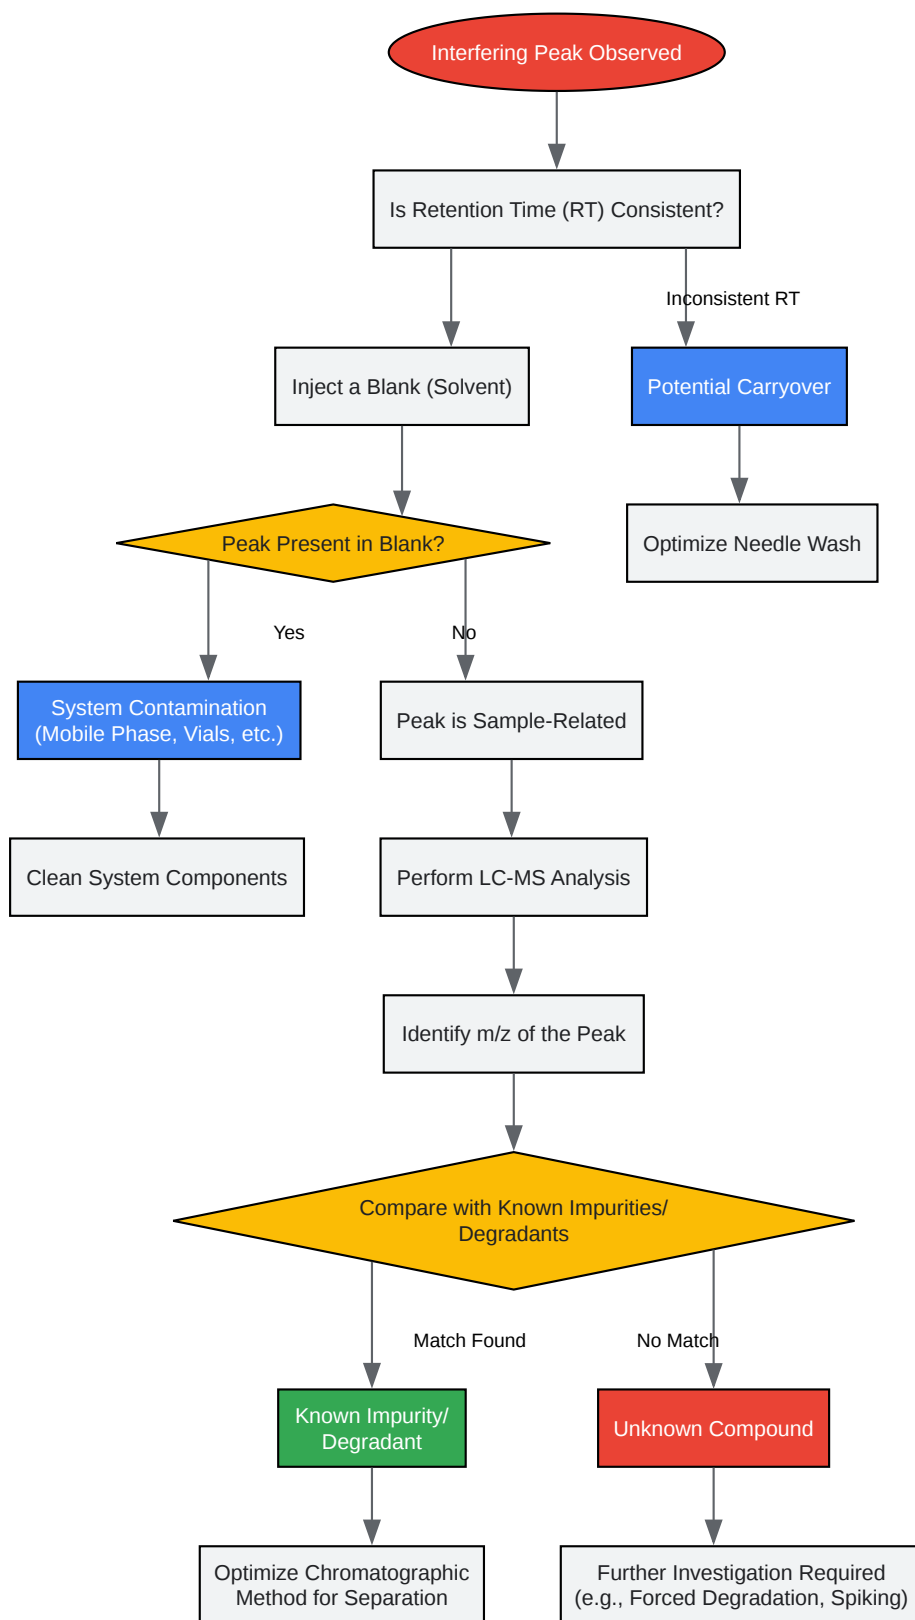 Interfering Peak Observed
Is Retention Time (RT) Consistent?
Inconsistent RT
Inject a Blank (Solvent)
Potential Carryover
Peak Present in Blank?
Optimize Needle Wash
Yes
No
System Contamination
(Mobile Phase, Vials, etc.)
Peak is Sample-Related
Clean System Components
Perform LC-MS Analysis
Identify m/z of the Peak
Compare with Known Impurities/
Degradants
Match Found
No Match
Known Impurity/
Degradant
Unknown Compound
Optimize Chromatographic
Method for Separation
Further Investigation Required
(e.g., Forced Degradation, Spiking)